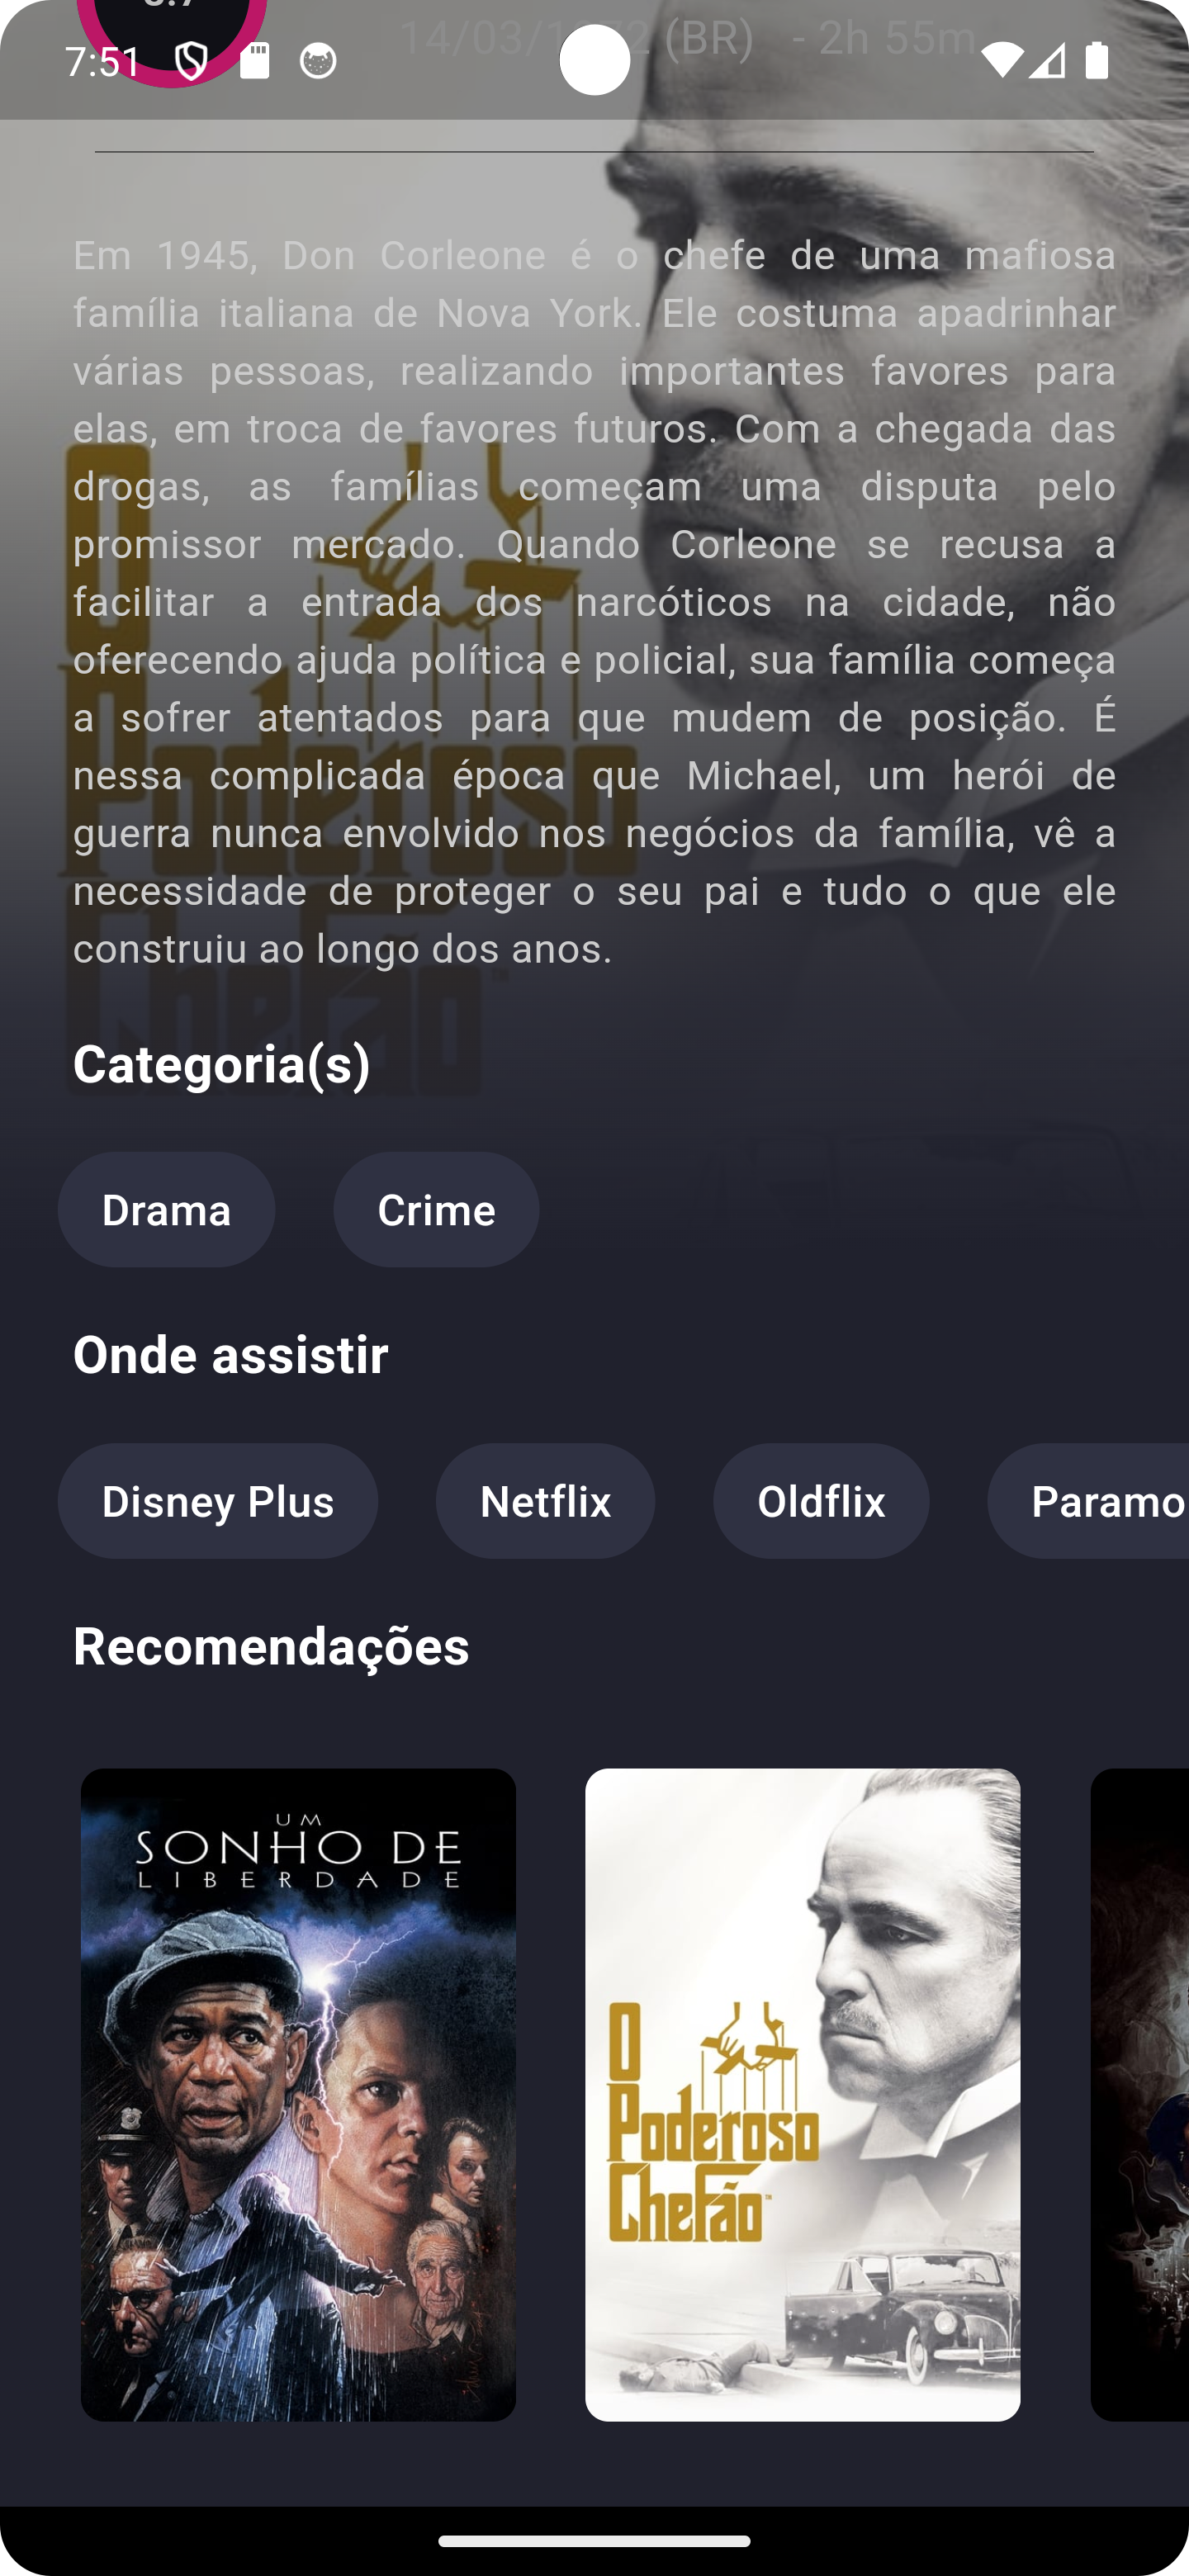 14/03/1972 (BR) - 2h 55m
7:51
Em 1945, Don Corleone é o chefe de uma mafiosa
família italiana de Nova York. Ele costuma apadrinhar
várias pessoas, realizando importantes favores para
elas, em troca de favores futuros. Com a chegada das
drogas, as famílias começam uma disputa pelo
promissor mercado. Quando Corleone se recusa a
facilitar a entrada dos narcóticos na cidade, não
oferecendo ajuda política e policial, sua família começa
a sofrer atentados para que mudem de posição. É
nessa complicada época que Michael, um herói de
guerra nunca envolvido nos negócios da família, vê a
necessidade de proteger o seu pai e tudo o que ele
construiu ao longo dos anos.
O
Poderoso
Chefão™
Categoria(s)
Drama Crime
Onde assistir
Disney Plus Netflix Oldflix Paramo
Recomendações
UM
SONHO DE
LIBERDADE
O
Poderoso
Chefão™